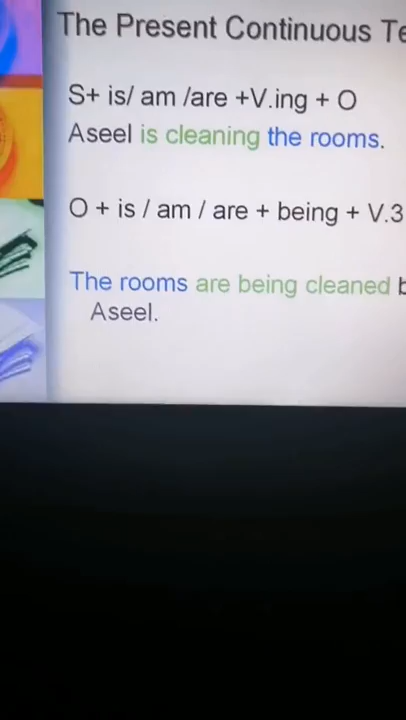 The Present Continuous Te
S+ is/ am /are +V.ing + O
Aseel is cleaning the rooms.
O + is / am / are + being + V.3
The rooms are being cleaned b
Aseel.